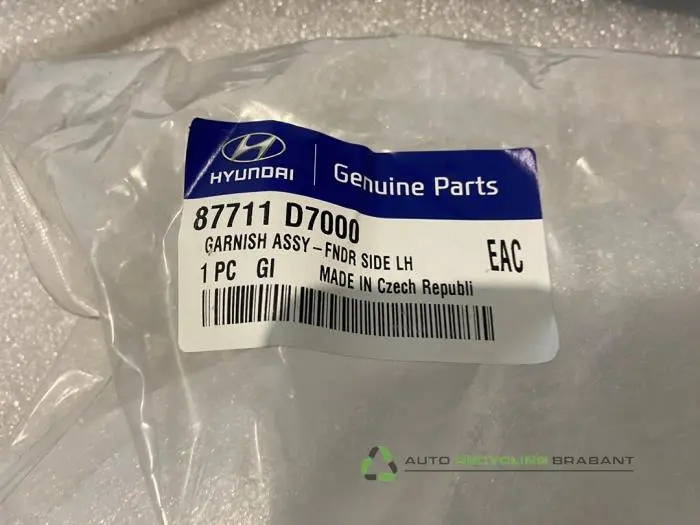 HYUNDAI
Genuine Parts
87711 D7000
GARNISH ASSY-FNDR SIDE LH
EAC
1 PC GI MADE IN Czech Republi
AUTO RECYCLING BRABANT